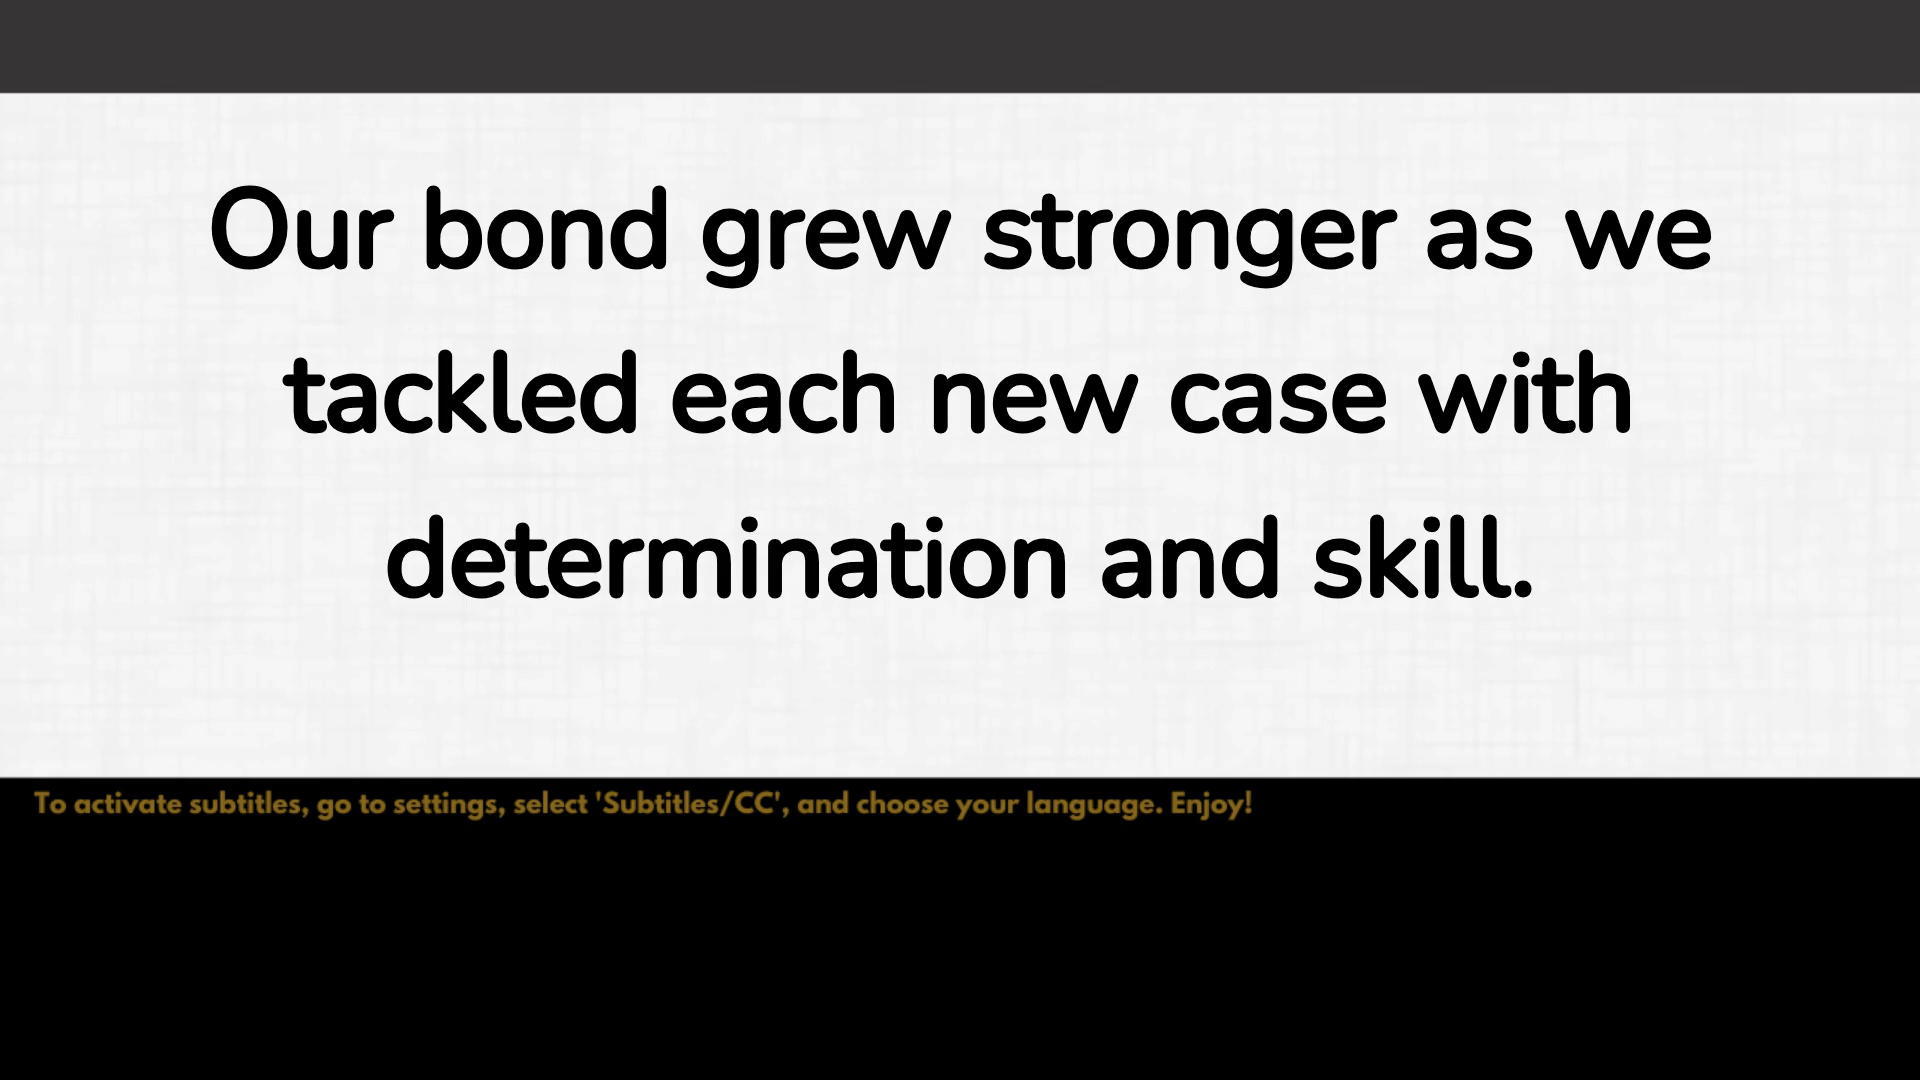 Our bond grew stronger as we
tackled each new case with
determination and skill.
To activate subtitles, go to settings, select 'Subtitles/CC', and choose your language. Enjoy!